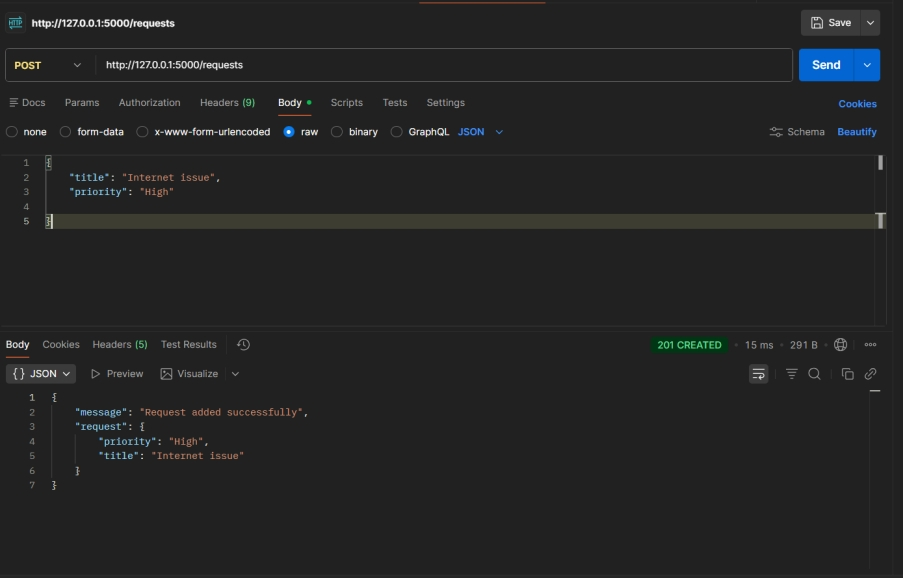 HTTP http://127.0.0.1:5000/requests Save
POST http://127.0.0.1:5000/requests Send
Docs Params Authorization Headers (9) Body Scripts Tests Settings Cookies
none form-data x-www-form-urlencoded raw binary GraphQL JSON Schema Beautify
1 {
2 "title": "Internet issue",
3 "priority": "High"
4
5 }
Body Cookies Headers (5) Test Results 201 CREATED 15 ms 291 B
{} JSON Preview Visualize
1 {
2 "message": "Request added successfully",
3 "request": {
4 "priority": "High",
5 "title": "Internet issue"
6 }
7 }